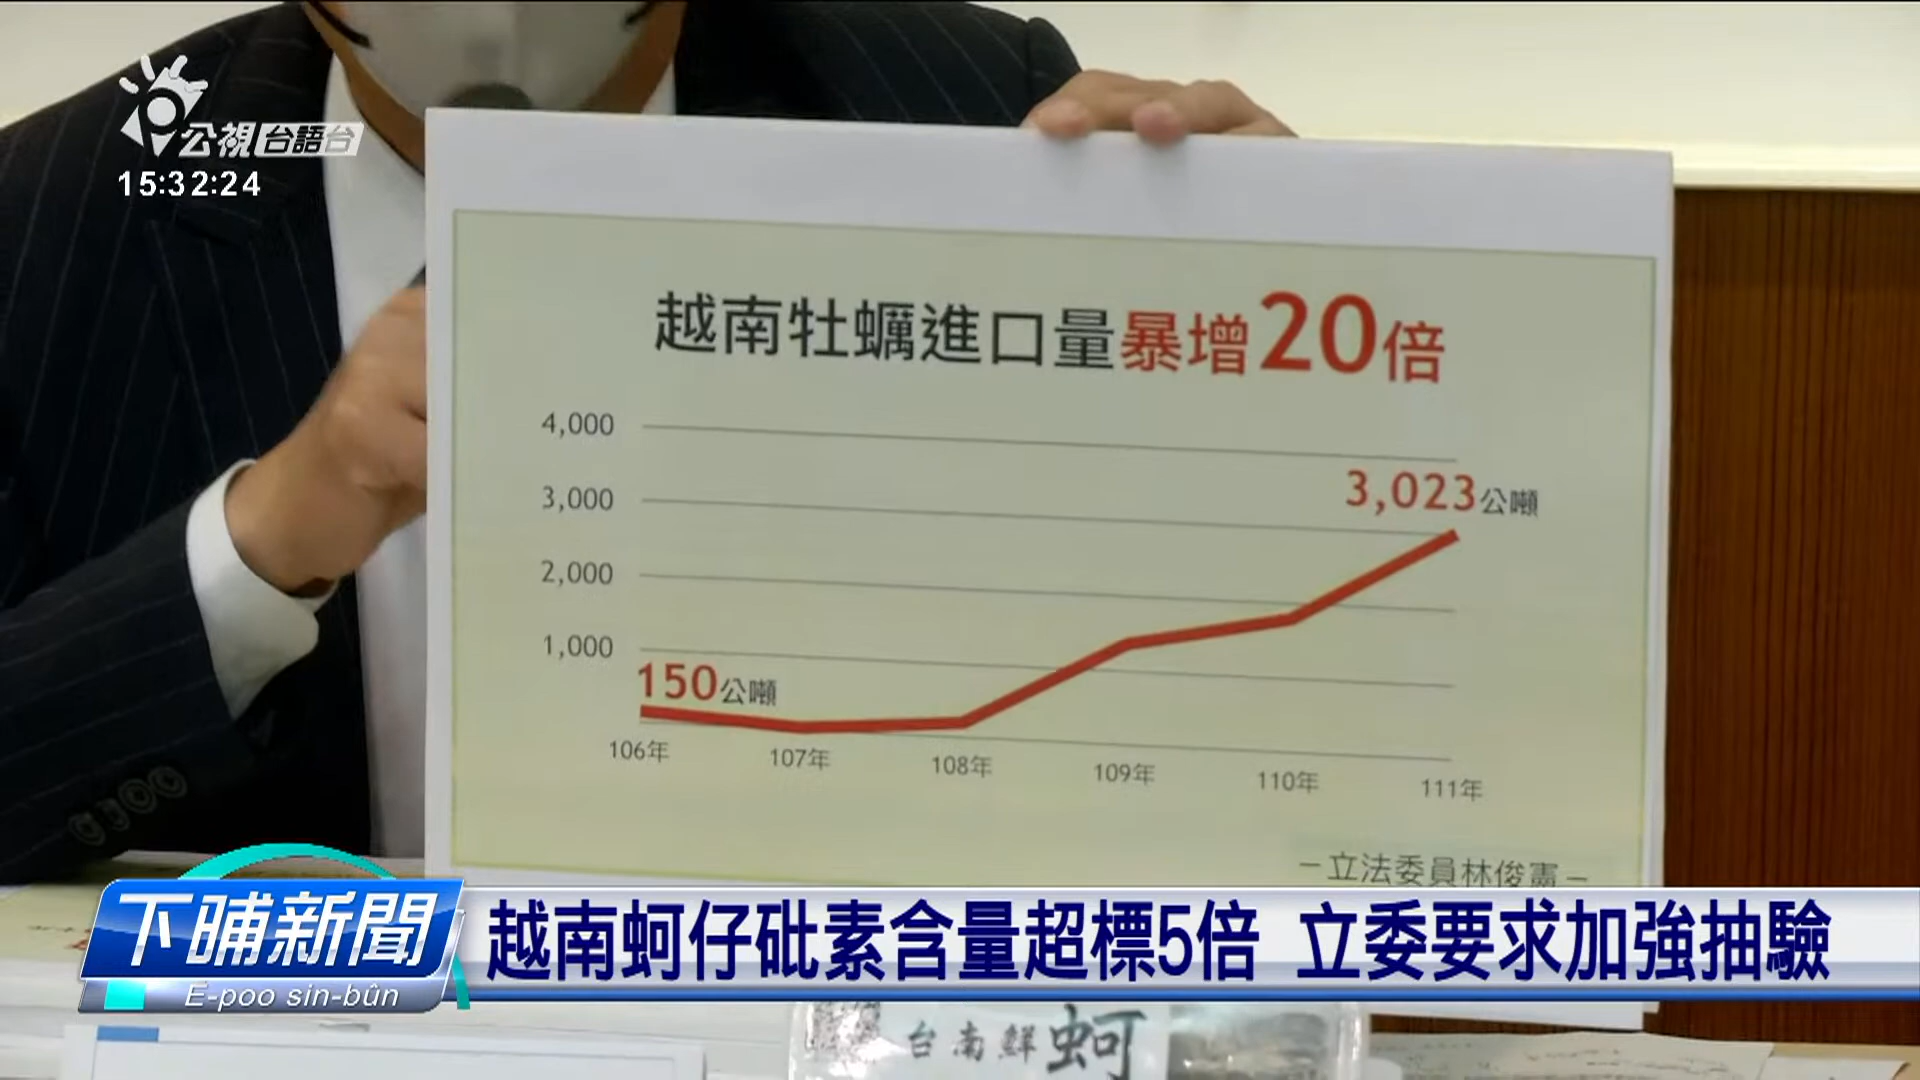 公視台語台
15:32:24
越南牡蠣進口量暴增20倍
4,000
3,000
2,000
1,000
3,023公噸
150公噸
106年 107年 108年 109年 110年 111年
－立法委員林俊憲－
下晡新聞
E-poo sin-bûn
越南蚵仔砒素含量超標5倍 立委要求加強抽驗
台南鮮蚵